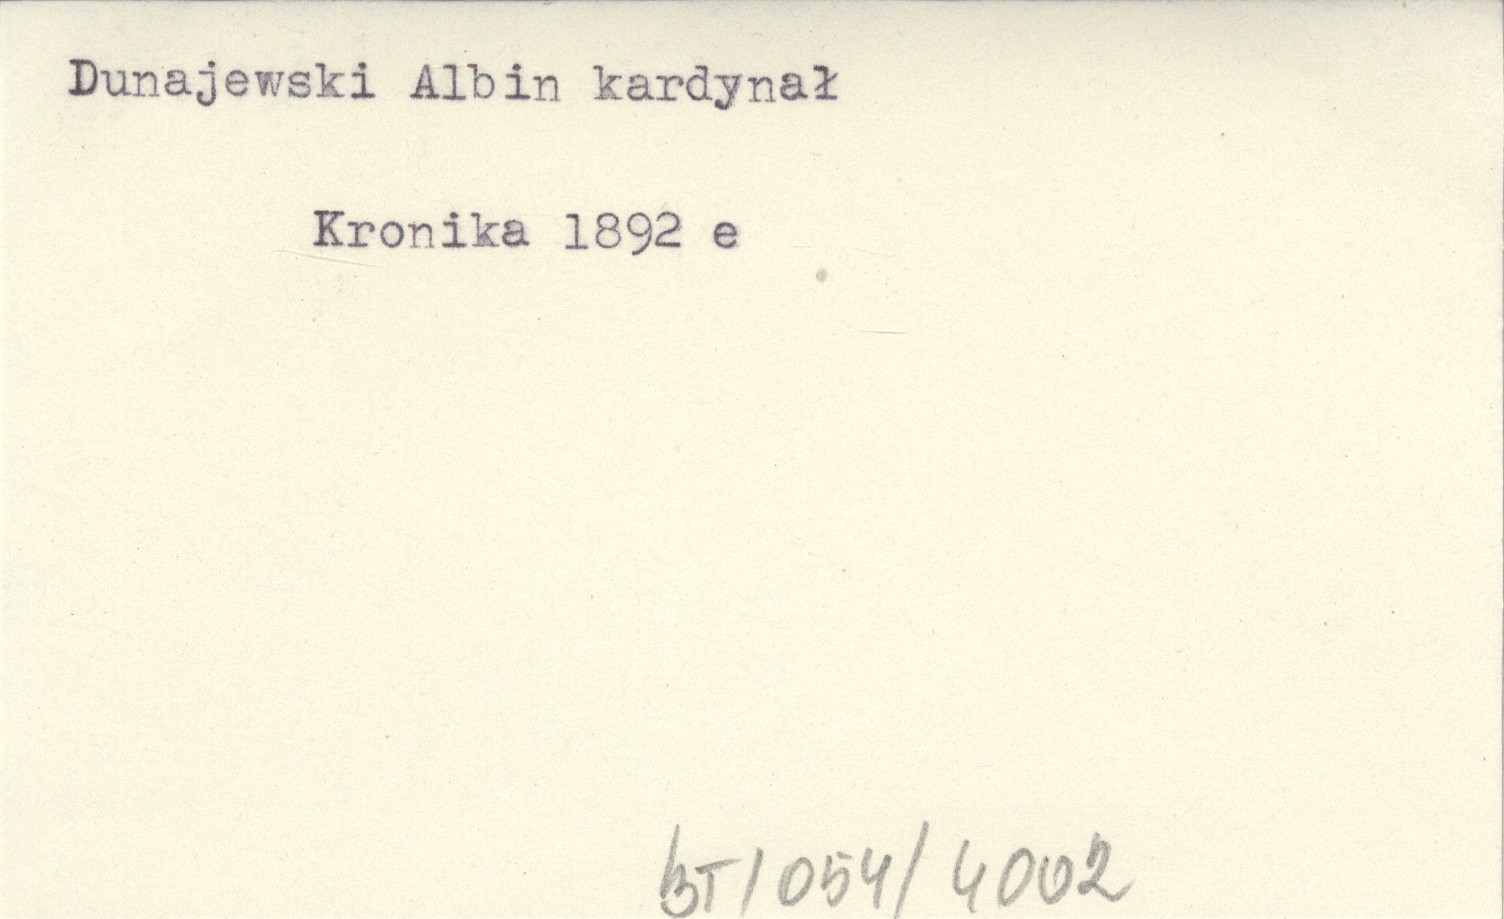 Dunajewski Albin kardynał
Kronika 1892 e
BT/054/4002